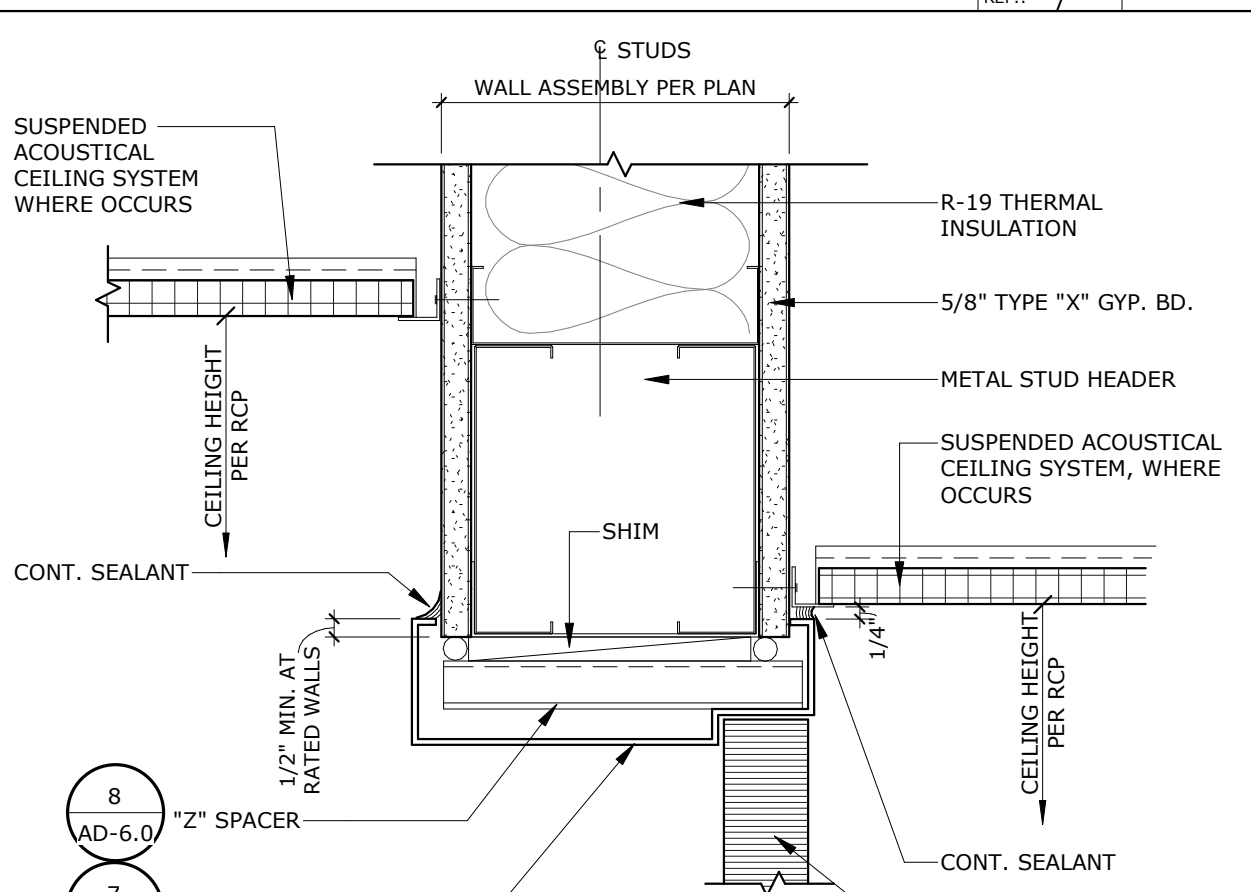 ℄ STUDS
WALL ASSEMBLY PER PLAN
SUSPENDED
ACOUSTICAL
CEILING SYSTEM
WHERE OCCURS
R-19 THERMAL
INSULATION
5/8" TYPE "X" GYP. BD.
METAL STUD HEADER
CEILING HEIGHT
PER RCP
SUSPENDED ACOUSTICAL
CEILING SYSTEM, WHERE
OCCURS
SHIM
CONT. SEALANT
1/4"
1/2" MIN. AT
RATED WALLS
CEILING HEIGHT
PER RCP
8
AD-6.0
"Z" SPACER
CONT. SEALANT
7